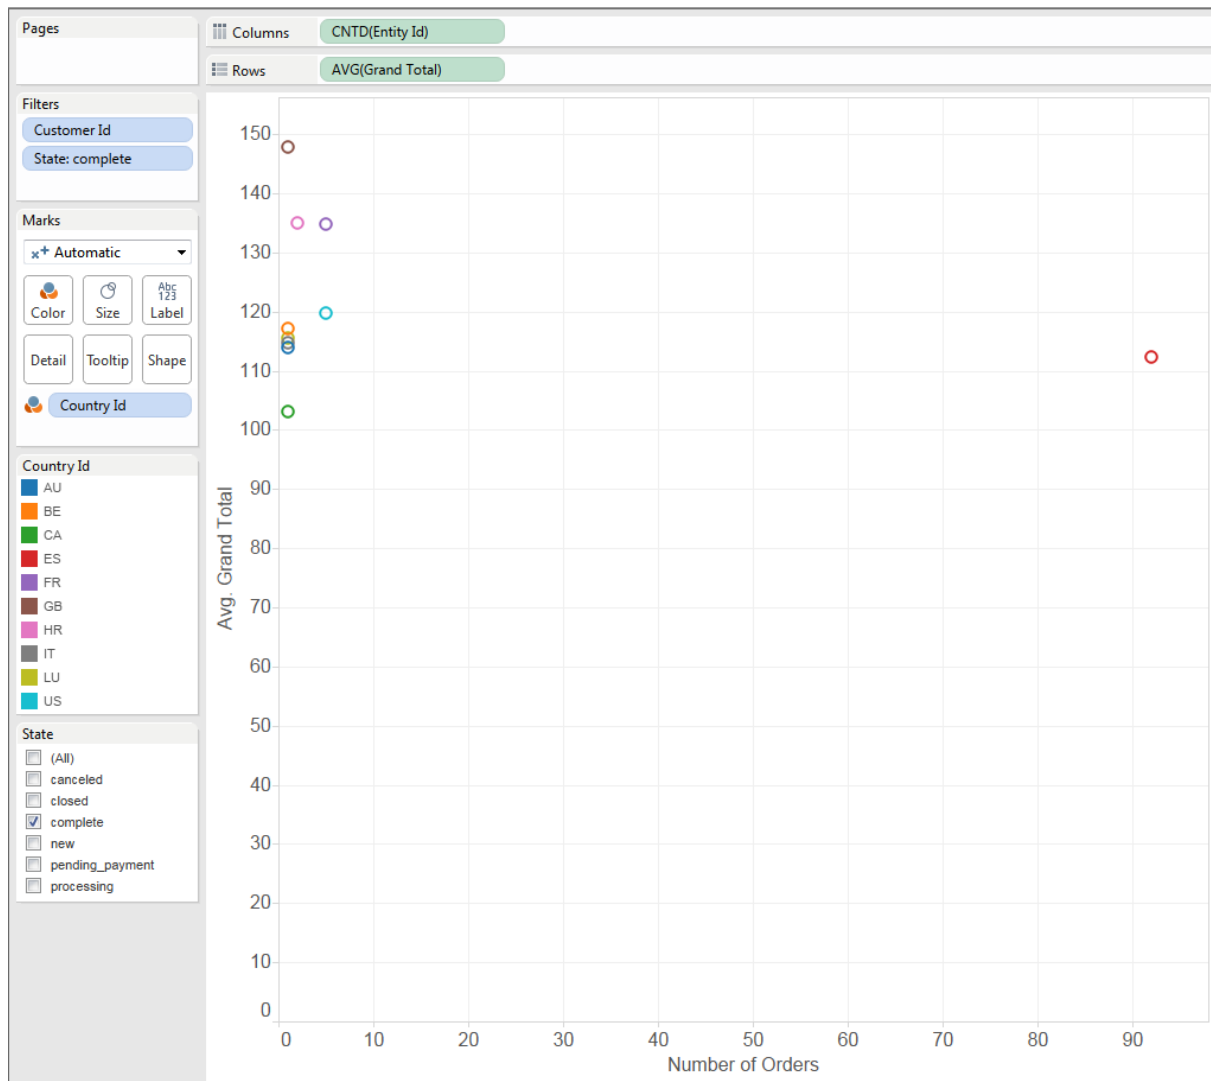 Pages
Columns
CNTD(Entity Id)
Rows
AVG(Grand Total)
Filters
Customer Id
State: complete
Marks
Automatic
Color
Size
Abc
123
Label
Detail
Tooltip
Shape
Country Id
Country Id
AU
BE
CA
ES
FR
GB
HR
IT
LU
US
State
(All)
canceled
closed
complete
new
pending_payment
processing
Avg. Grand Total
150
140
130
120
110
100
90
80
70
60
50
40
30
20
10
0
0 10 20 30 40 50 60 70 80 90
Number of Orders